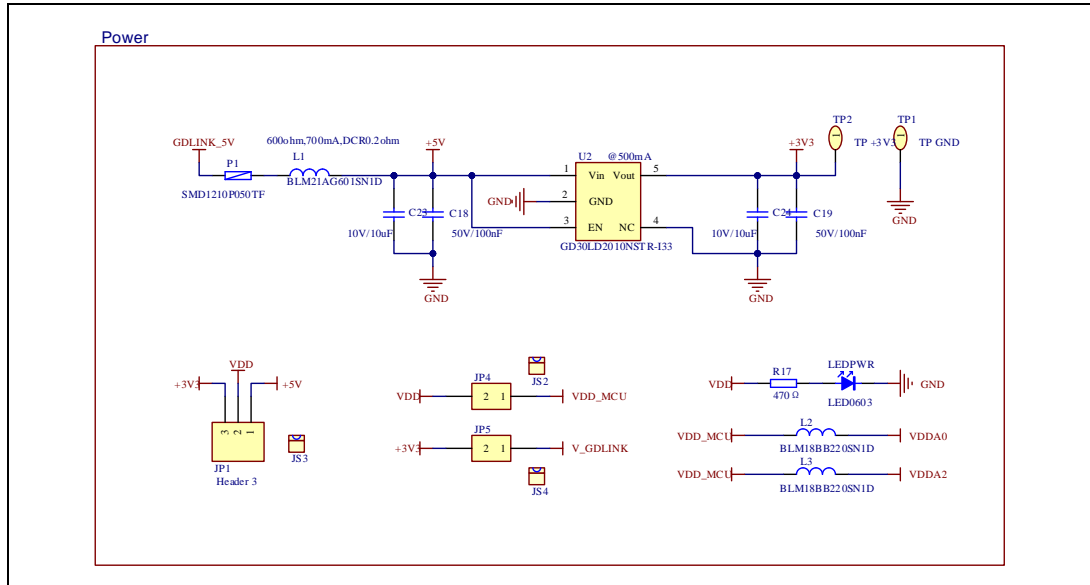 Power
GDLINK_5V
P1
SMD1210P050TF
600ohm,700mA,DCR0.2ohm
L1
BLM21AG601SN1D
+5V
C23
10V/10uF
C18
50V/100nF
GND
U2
@500mA
1
Vin
Vout
5
GND
2
GND
3
EN
NC
4
GD30LD2010NSTR-I33
+3V3
C24
10V/10uF
C19
50V/100nF
GND
TP2
1
TP +3V3
TP1
1
TP GND
GND
VDD
+3V3
+5V
3
2
1
JP1
Header 3
JS3
JS2
JP4
VDD
2
1
VDD_MCU
JP5
+3V3
2
1
V_GDLINK
JS4
LEDPWR
R17
VDD
470 Ω
LED0603
GND
L2
VDD_MCU
VDDA0
BLM18BB220SN1D
L3
VDD_MCU
VDDA2
BLM18BB220SN1D